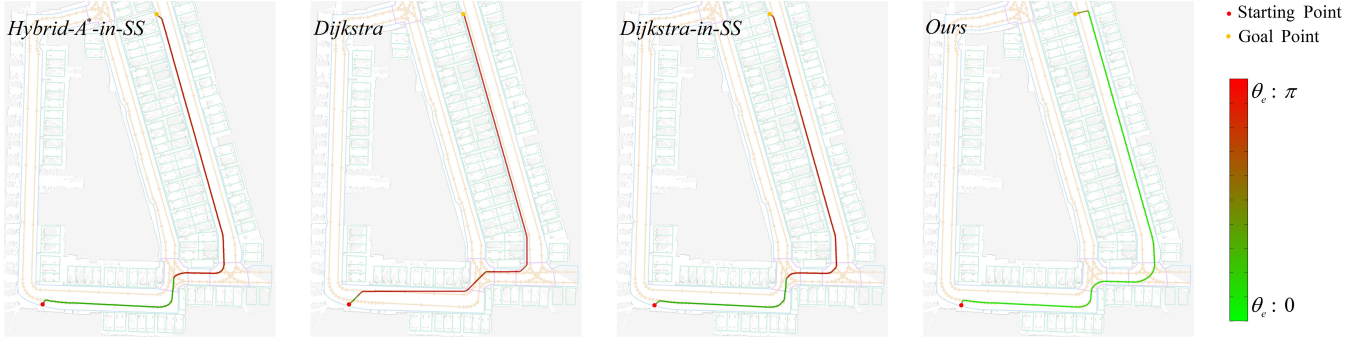 Hybrid-A*-in-SS
Dijkstra
Dijkstra-in-SS
Ours
Starting Point
Goal Point
θe : π
θe : 0